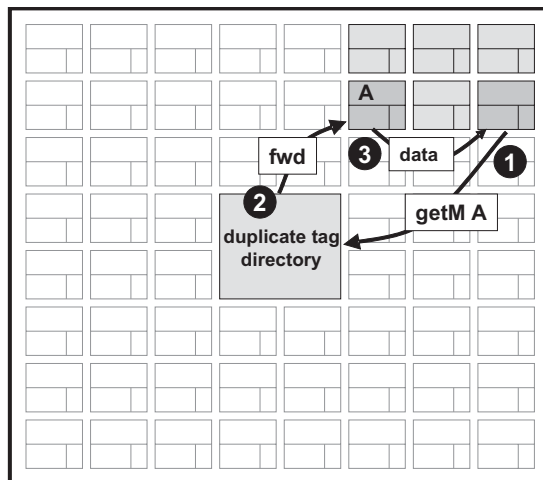 A
fwd
3
data
1
2
getM A
duplicate tag
directory